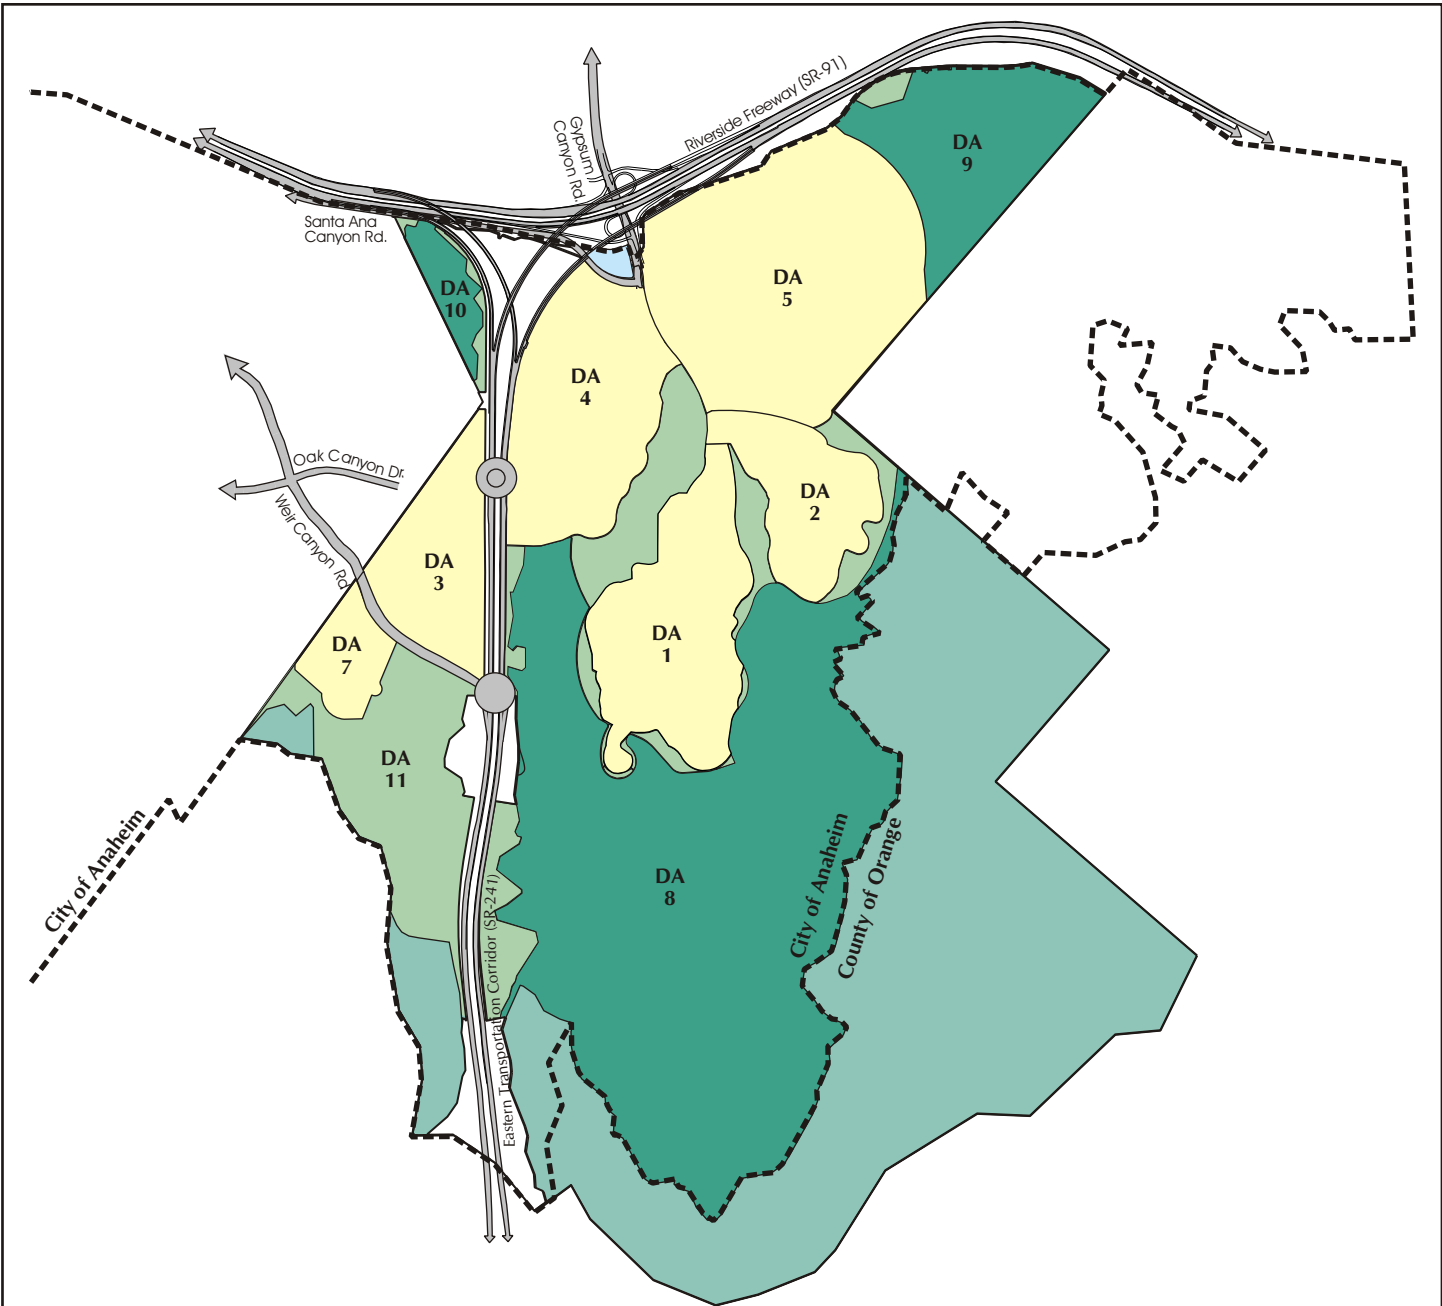 Riverside Freeway (SR-91)
Gypsum
Canyon Rd.
DA
9
Santa Ana
Canyon Rd.
DA
10
DA
5
DA
4
Oak Canyon Dr.
Weir Canyon Rd
DA
2
DA
3
DA
1
DA
7
DA
11
City of Anaheim
DA
8
City of Anaheim
County of Orange
Eastern Transportation Corridor (SR-241)